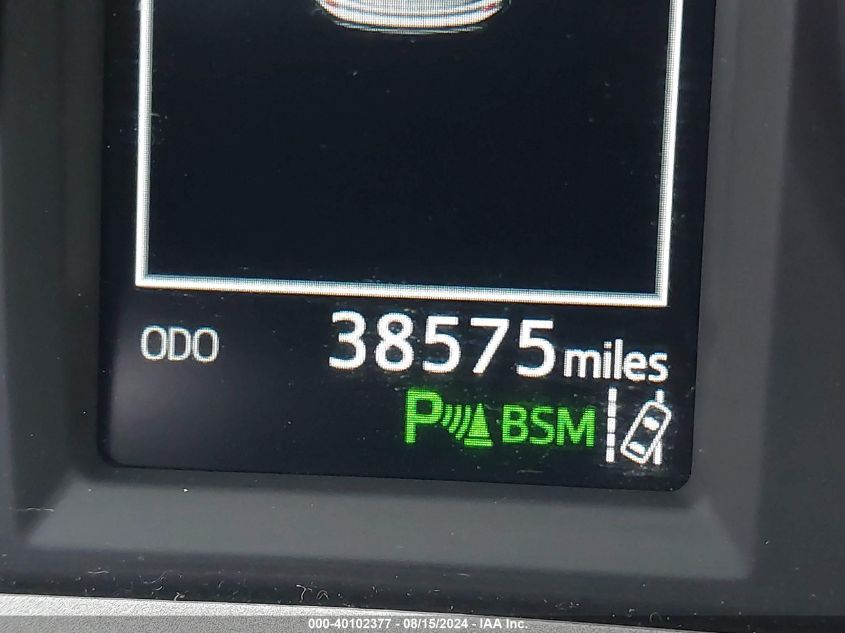 ODO 38575 miles
P BSM
000-40102377 - 08/15/2024 - IAA Inc.